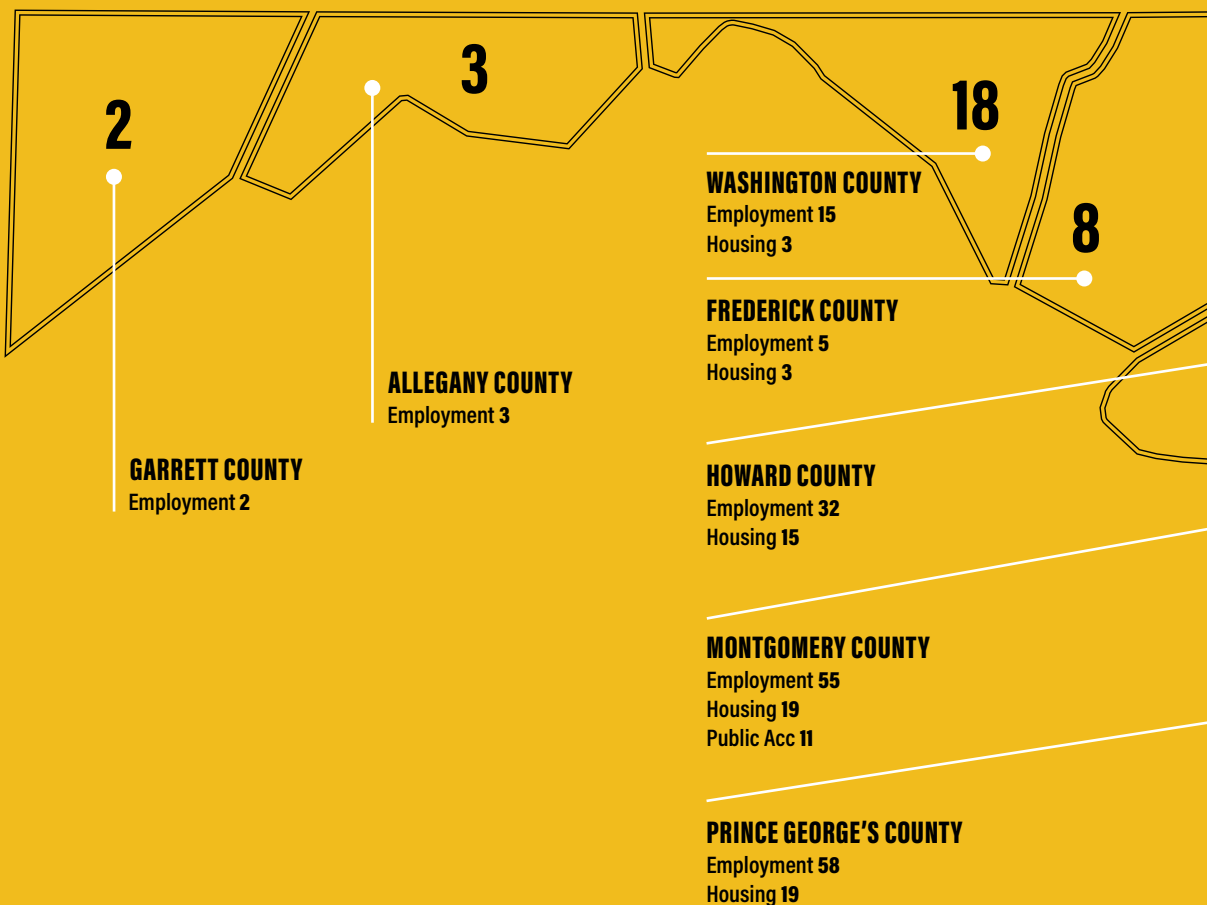 2
3
18
8
WASHINGTON COUNTY
Employment 15
Housing 3
FREDERICK COUNTY
Employment 5
Housing 3
ALLEGANY COUNTY
Employment 3
GARRETT COUNTY
Employment 2
HOWARD COUNTY
Employment 32
Housing 15
MONTGOMERY COUNTY
Employment 55
Housing 19
Public Acc 11
PRINCE GEORGE'S COUNTY
Employment 58
Housing 19